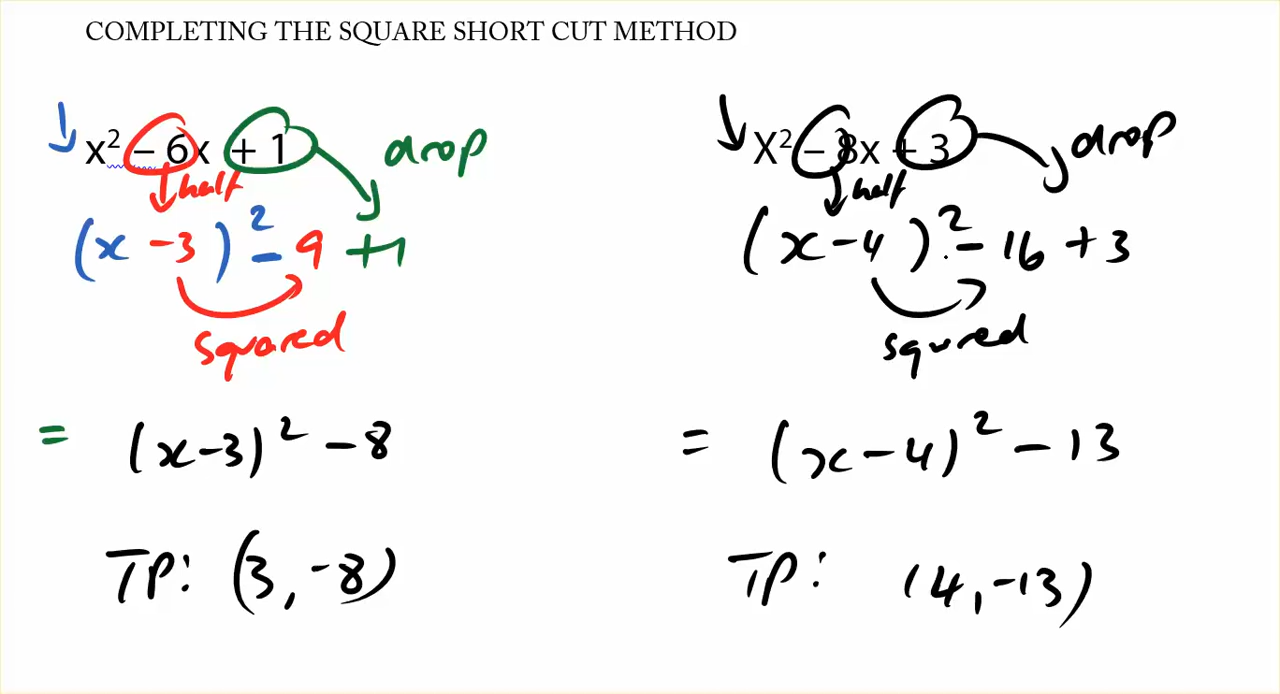 COMPLETING THE SQUARE SHORT CUT METHOD
x² – 6x + 1
drop
half
(x -3)² - 9 +1
squared
= (x-3)² -8
TP: (3, -8)
X² – 8x + 3
drop
half
(x-4)² - 16 +3
squred
= (x-4)² -13
TP: (4, -13)